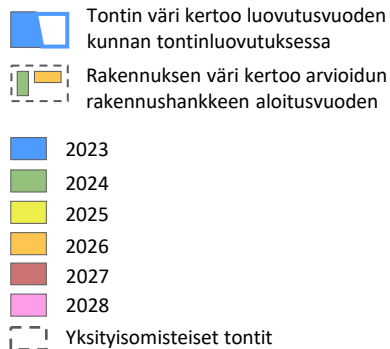 Tontin väri kertoo luovutusvuoden
kunnan tontinluovutuksessa
Rakennuksen väri kertoo arvioidun
rakennushankkeen aloitusvuoden
2023
2024
2025
2026
2027
2028
Yksityisomisteiset tontit